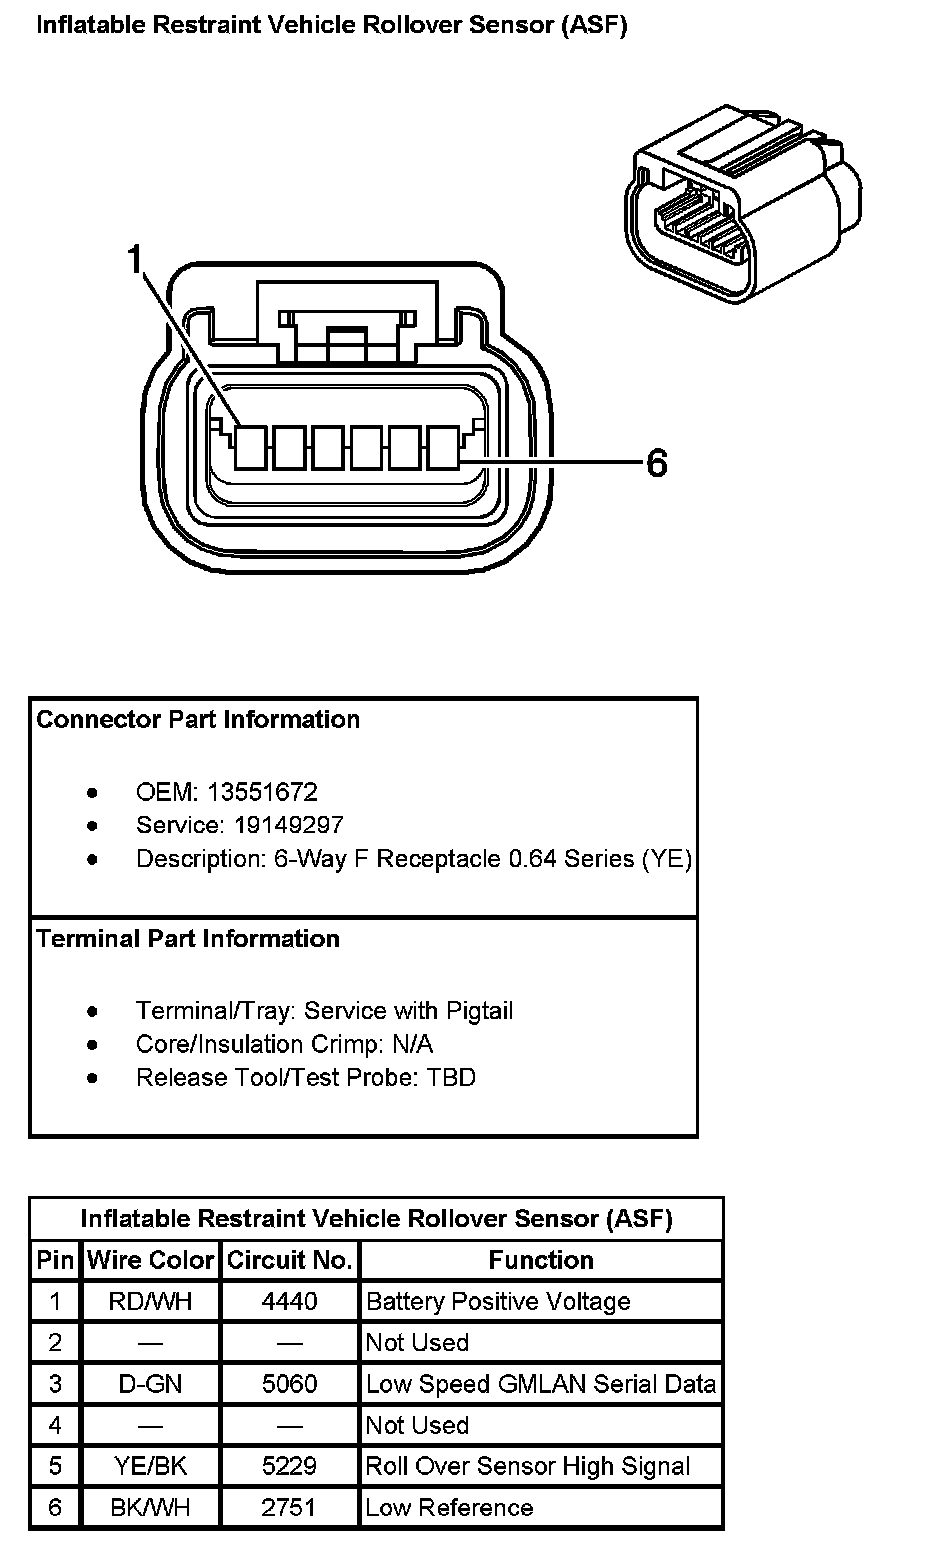 Inflatable Restraint Vehicle Rollover Sensor (ASF)
1
6
Connector Part Information
• OEM: 13551672
• Service: 19149297
• Description: 6-Way F Receptacle 0.64 Series (YE)
Terminal Part Information
• Terminal/Tray: Service with Pigtail
• Core/Insulation Crimp: N/A
• Release Tool/Test Probe: TBD
Inflatable Restraint Vehicle Rollover Sensor (ASF)
Pin Wire Color Circuit No. Function
1 RD/WH 4440 Battery Positive Voltage
2 — — Not Used
3 D-GN 5060 Low Speed GMLAN Serial Data
4 — — Not Used
5 YE/BK 5229 Roll Over Sensor High Signal
6 BK/WH 2751 Low Reference